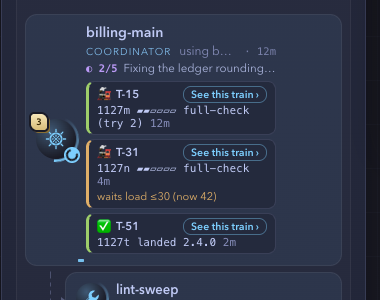 billing-main
COORDINATOR using b… · 12m
2/5 Fixing the ledger rounding…
T-15 See this train ›
1127m ▰▰▱▱▱▱ full-check
(try 2) 12m
3
T-31 See this train ›
1127n ▰▰▱▱▱▱ full-check
4m
waits load ≤30 (now 42)
T-51 See this train ›
1127t landed 2.4.0 2m
lint-sweep